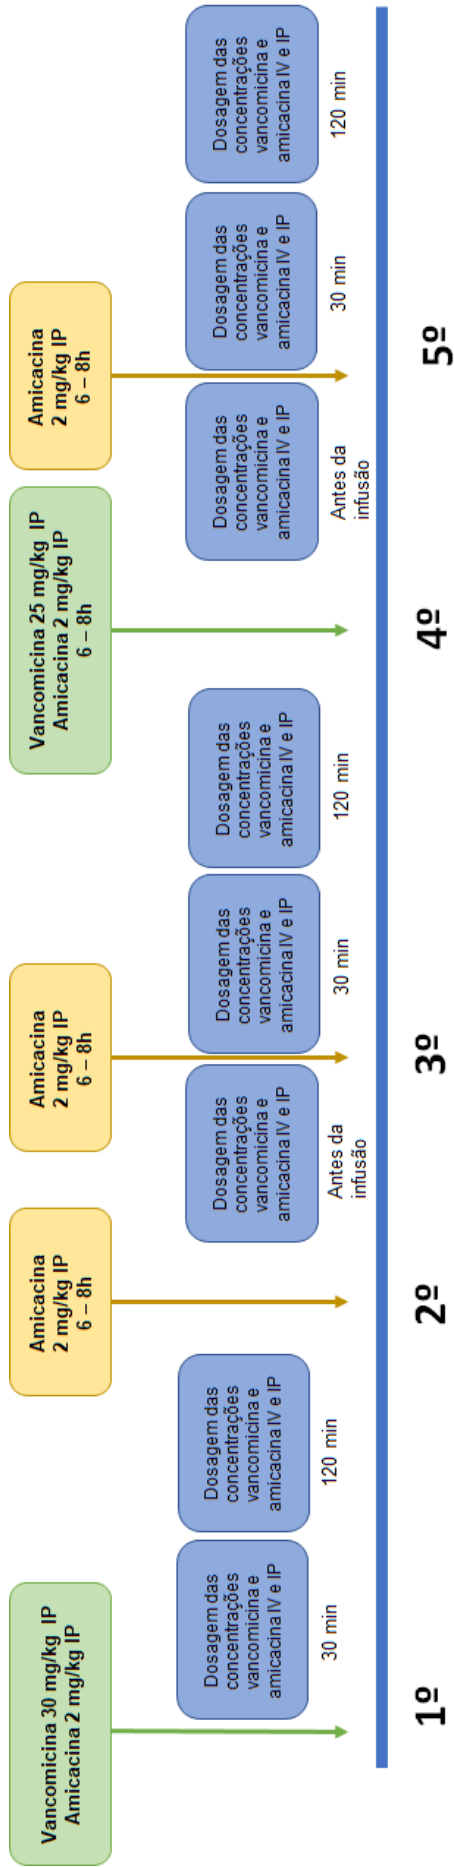 Vancomicina 30 mg/kg IP
Amicacina 2 mg/kg IP
Dosagem das
concentrações
vancomicina e
amicacina IV e IP
30 min
Dosagem das
concentrações
vancomicina e
amicacina IV e IP
120 min
1º
Amicacina
2 mg/kg IP
6 – 8h
2º
Amicacina
2 mg/kg IP
6 – 8h
Dosagem das
concentrações
vancomicina e
amicacina IV e IP
Antes da
infusão
Dosagem das
concentrações
vancomicina e
amicacina IV e IP
30 min
Dosagem das
concentrações
vancomicina e
amicacina IV e IP
120 min
3º
Vancomicina 25 mg/kg IP
Amicacina 2 mg/kg IP
6 – 8h
4º
Amicacina
2 mg/kg IP
6 – 8h
Dosagem das
concentrações
vancomicina e
amicacina IV e IP
Antes da
infusão
Dosagem das
concentrações
vancomicina e
amicacina IV e IP
30 min
Dosagem das
concentrações
vancomicina e
amicacina IV e IP
120 min
5º